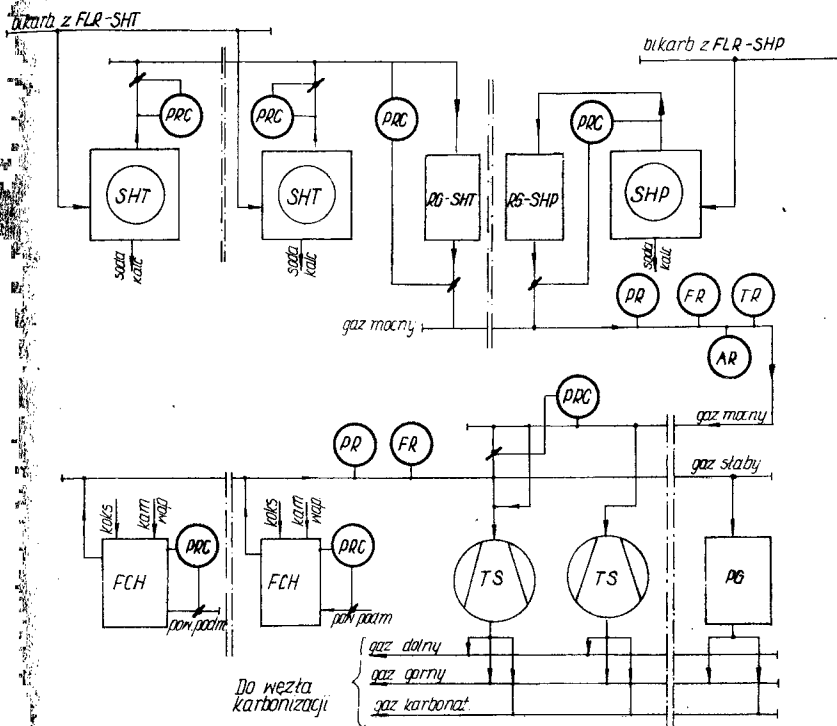 bikarb z FLR-SHT
bikarb z FLR-SHP
PRC
PRC
PRC
PRC
SHT
SHT
RG-SHT
RG-SHP
SHP
soda
kalc
soda
kalc
soda
kalc
gaz mocny
PR
FR
TR
AR
PRC
gaz mocny
PR
FR
gaz słaby
koks
kam
wap.
PRC
koks
kam
wap.
PRC
FCH
FCH
TS
TS
PG
pow. podm
pow. podm
gaz dolny
gaz gorny
gaz karbonat.
Do węzła
karbonizacji